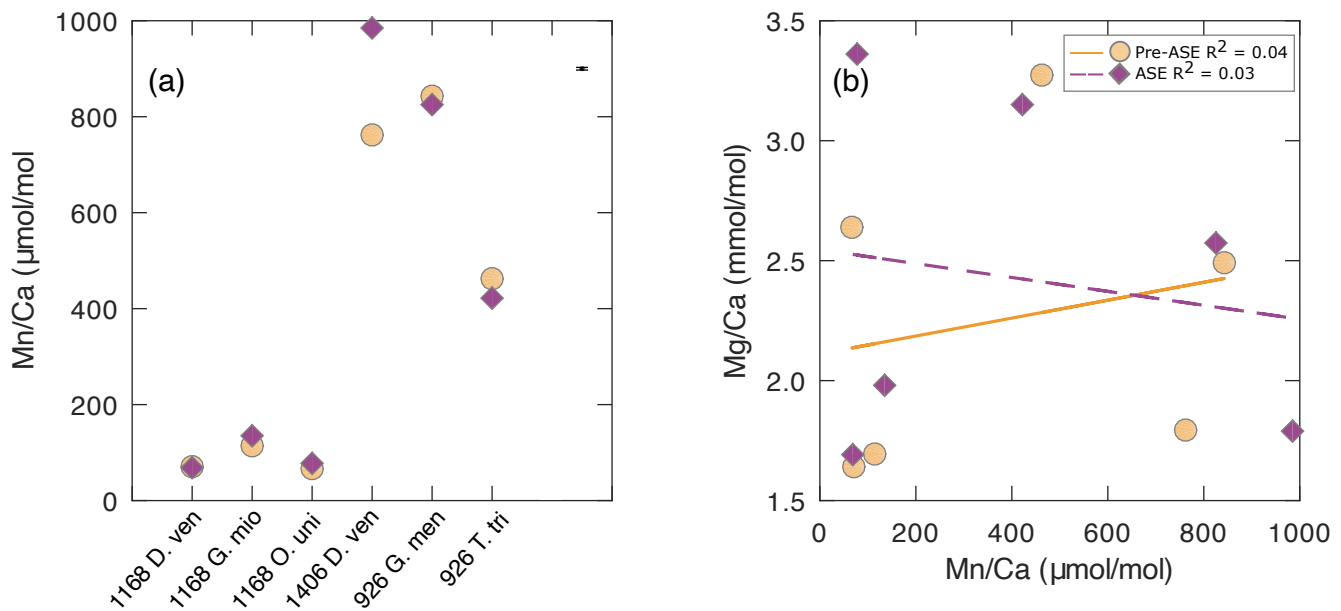 (a)
Mn/Ca (μmol/mol)
1000
800
600
400
200
0
1168 D. ven
1168 G. mio
1168 O. uni
1406 D. ven
926 G. men
926 T. tri
(b)
Pre-ASE R² = 0.04
ASE R² = 0.03
Mg/Ca (mmol/mol)
3.5
3.0
2.5
2.0
1.5
0 200 400 600 800 1000
Mn/Ca (μmol/mol)